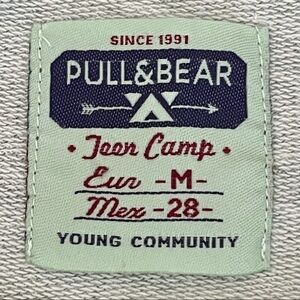 SINCE 1991
PULL&BEAR
• Teen Camp •
Eur -M-
Mex -28-
YOUNG COMMUNITY